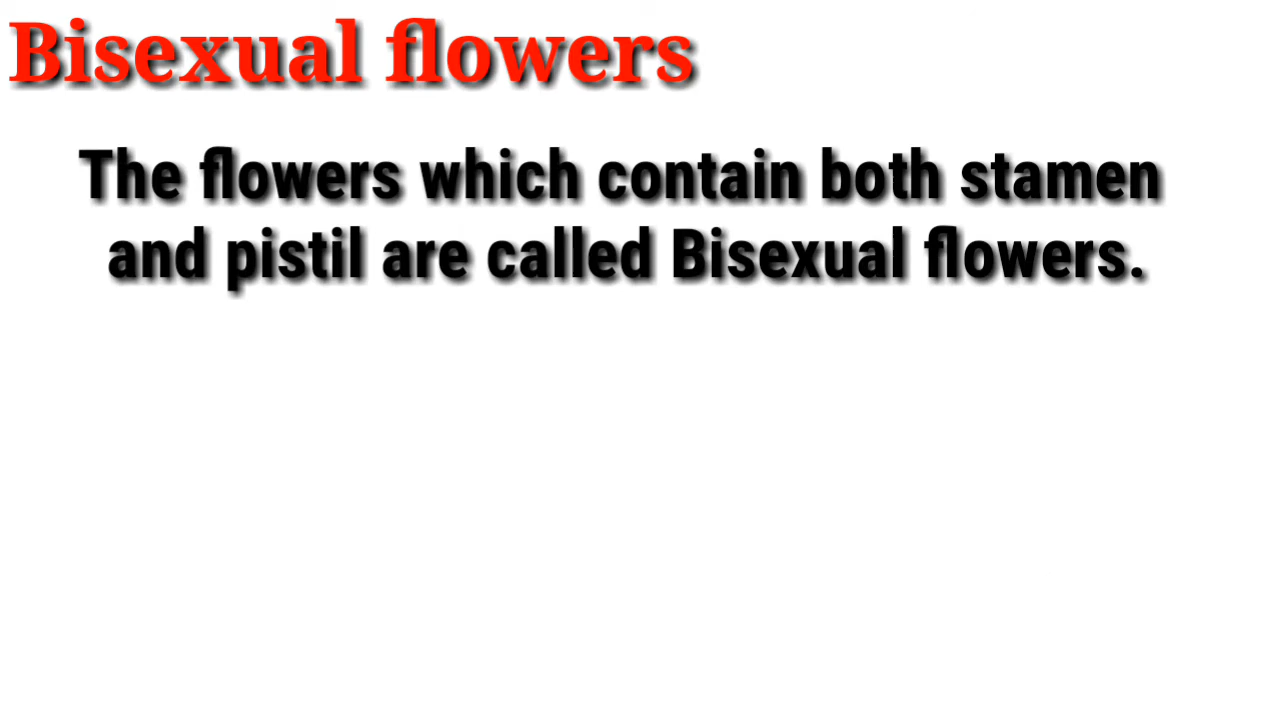 Bisexual flowers
The flowers which contain both stamen
and pistil are called Bisexual flowers.